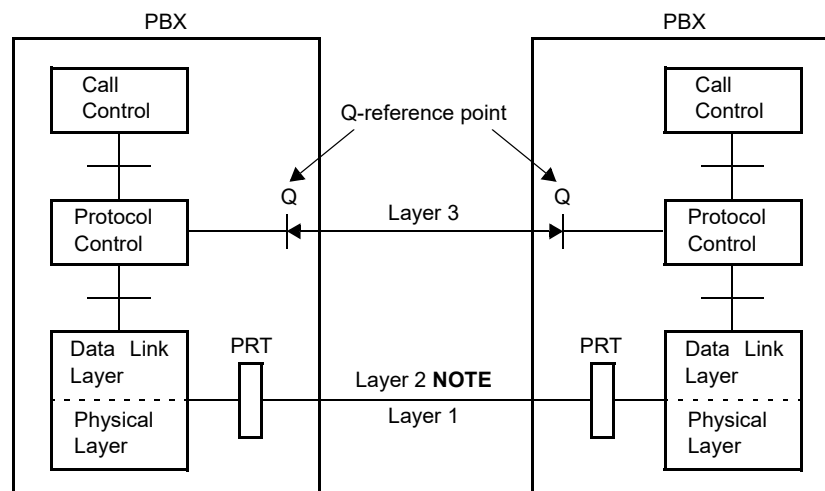 PBX
PBX
Call
Control
Q-reference point
Call
Control
Q
Q
Protocol
Control
Layer 3
Protocol
Control
Data Link
Layer
PRT
Layer 2 NOTE
PRT
Data Link
Layer
Physical
Layer
Layer 1
Physical
Layer